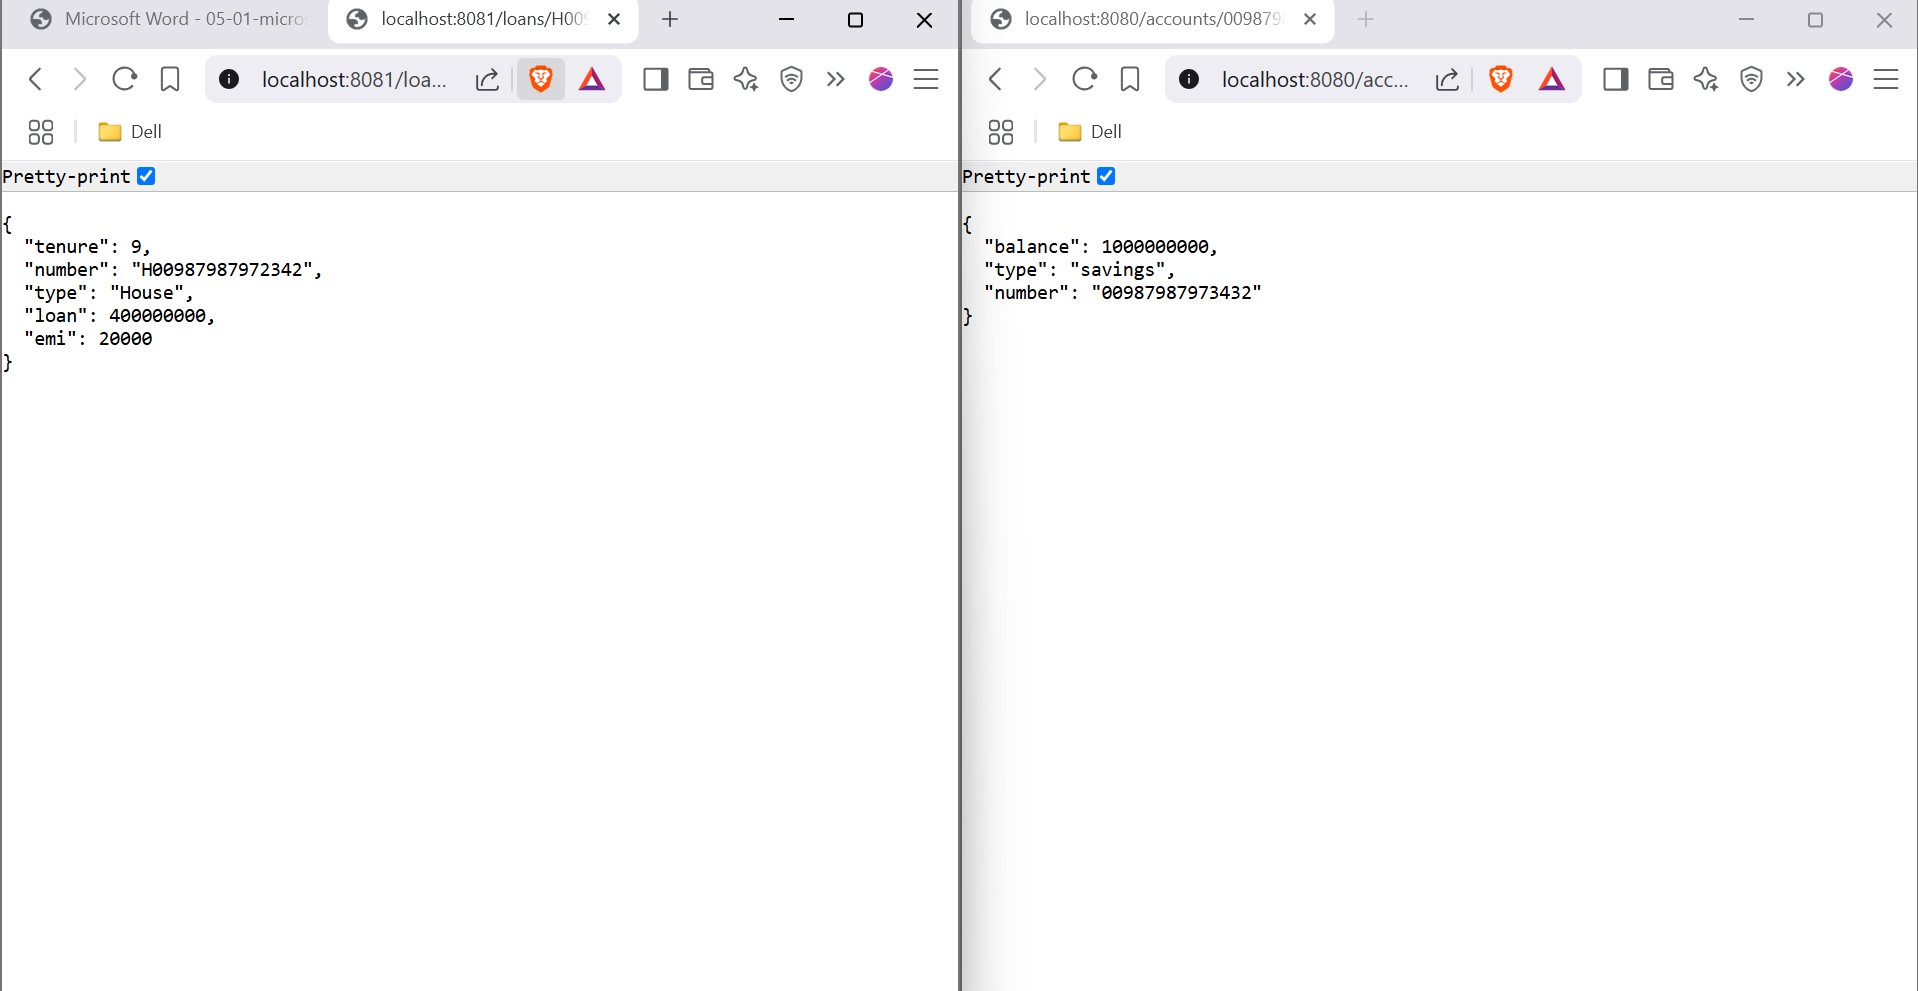 Microsoft Word - 05-01-micro
localhost:8081/loans/H009
localhost:8081/loa...
Dell
Pretty-print
{
"tenure": 9,
"number": "H00987987972342",
"type": "House",
"loan": 400000000,
"emi": 20000
}
localhost:8080/accounts/009879
localhost:8080/acc...
Dell
Pretty-print
{
"balance": 1000000000,
"type": "savings",
"number": "00987987973432"
}